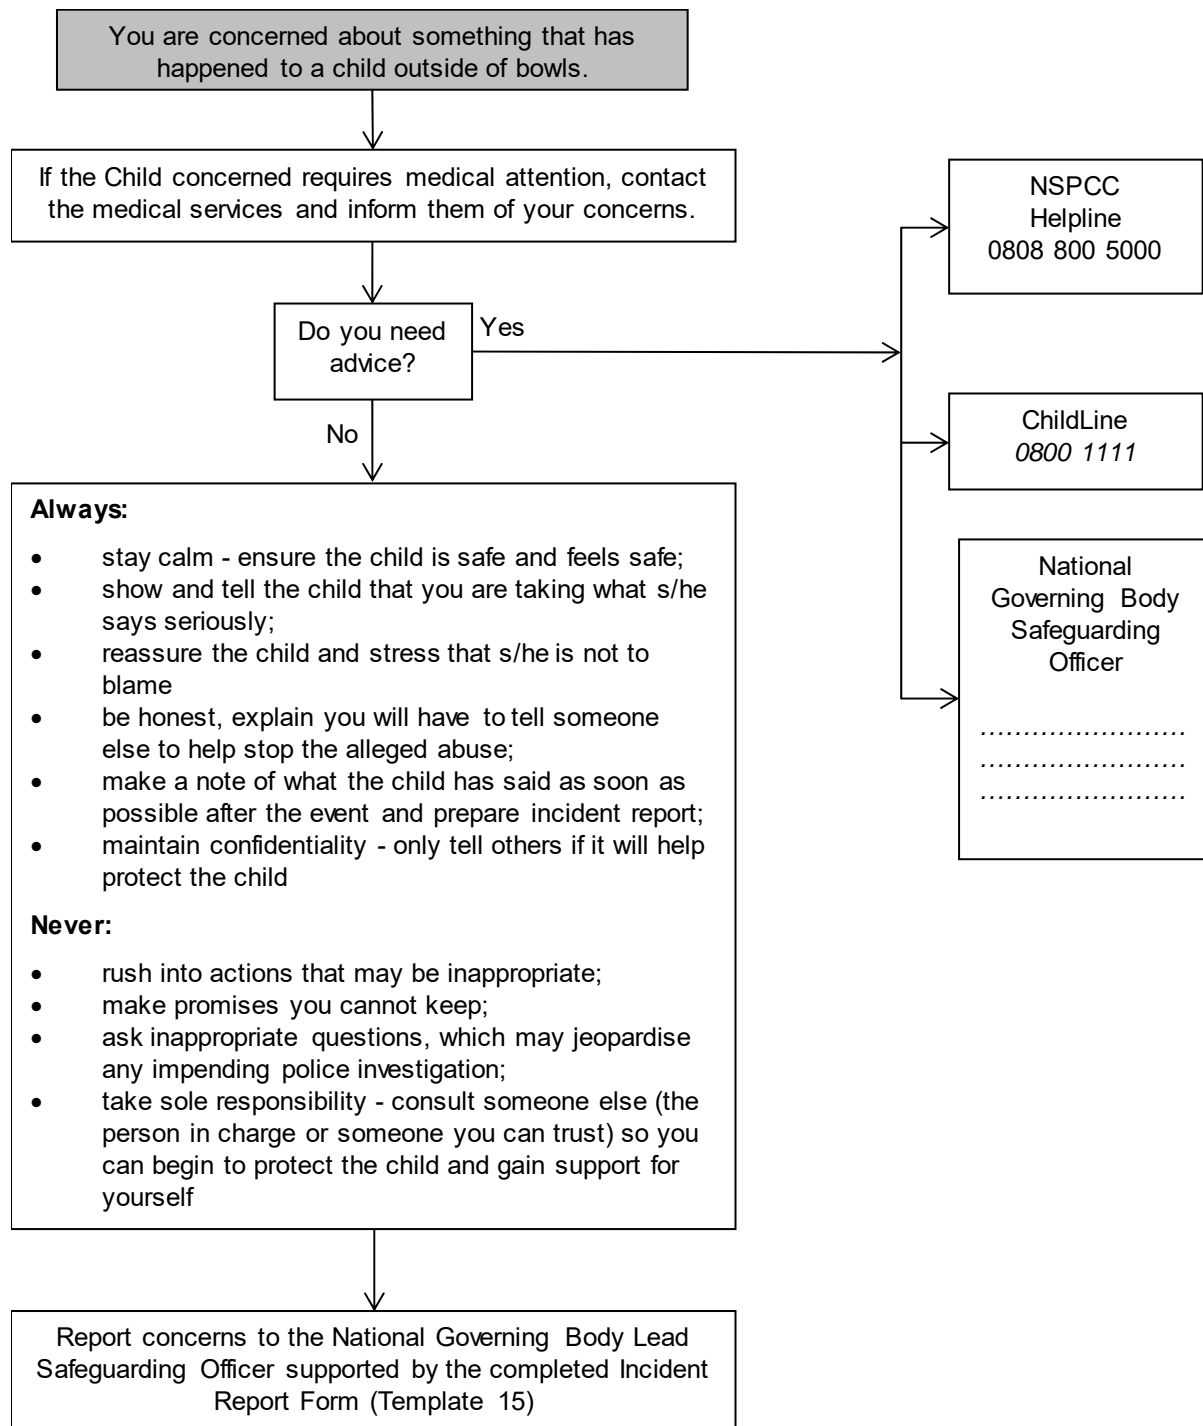 You are concerned about something that has
happened to a child outside of bowls.
If the Child concerned requires medical attention, contact
the medical services and inform them of your concerns.
Do you need
advice?
Yes
No
NSPCC
Helpline
0808 800 5000
ChildLine
0800 1111
National
Governing Body
Safeguarding
Officer
........................
........................
........................
Always:
• stay calm - ensure the child is safe and feels safe;
• show and tell the child that you are taking what s/he
says seriously;
• reassure the child and stress that s/he is not to
blame
• be honest, explain you will have to tell someone
else to help stop the alleged abuse;
• make a note of what the child has said as soon as
possible after the event and prepare incident report;
• maintain confidentiality - only tell others if it will help
protect the child
Never:
• rush into actions that may be inappropriate;
• make promises you cannot keep;
• ask inappropriate questions, which may jeopardise
any impending police investigation;
• take sole responsibility - consult someone else (the
person in charge or someone you can trust) so you
can begin to protect the child and gain support for
yourself
Report concerns to the National Governing Body Lead
Safeguarding Officer supported by the completed Incident
Report Form (Template 15)